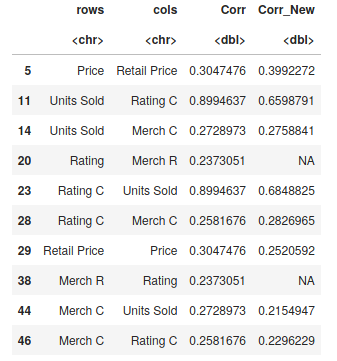 rows cols Corr Corr_New
<chr> <chr> <dbl> <dbl>
5 Price Retail Price 0.3047476 0.3992272
11 Units Sold Rating C 0.8994637 0.6598791
14 Units Sold Merch C 0.2728973 0.2758841
20 Rating Merch R 0.2373051 NA
23 Rating C Units Sold 0.8994637 0.6848825
28 Rating C Merch C 0.2581676 0.2826965
29 Retail Price Price 0.3047476 0.2520592
38 Merch R Rating 0.2373051 NA
44 Merch C Units Sold 0.2728973 0.2154947
46 Merch C Rating C 0.2581676 0.2296229